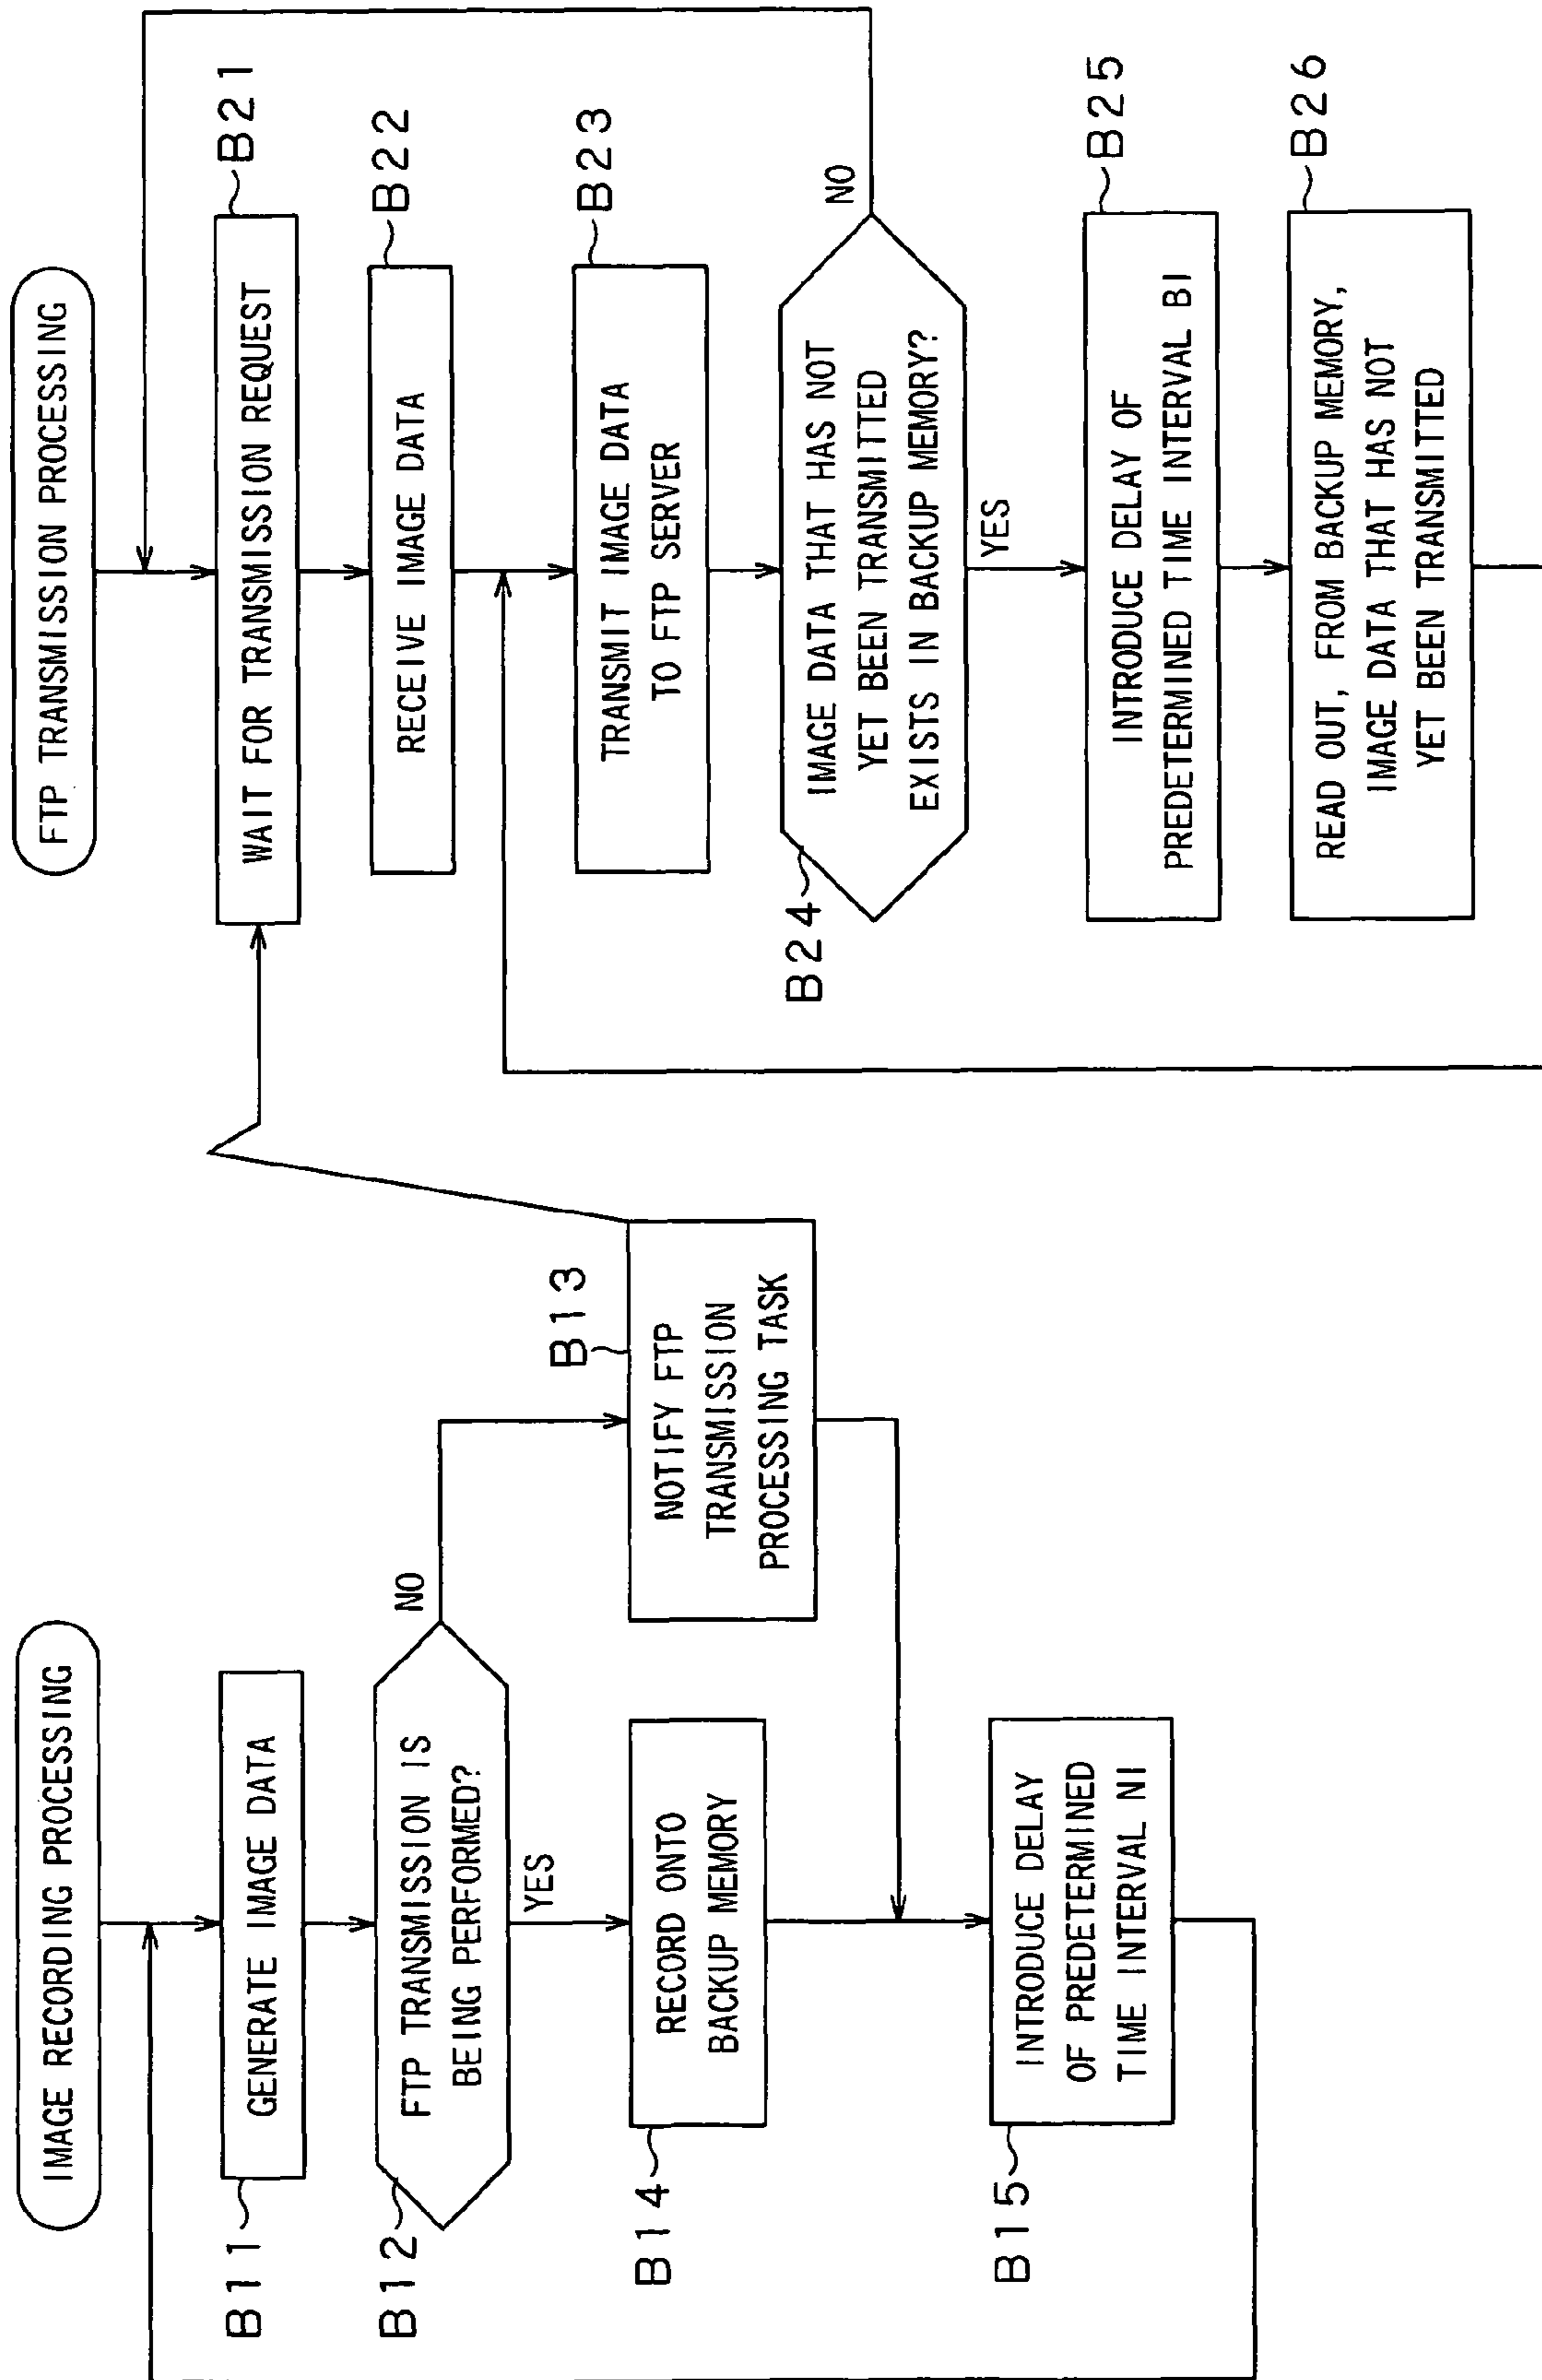 IMAGE RECORDING PROCESSING
B11
GENERATE IMAGE DATA
B12
FTP TRANSMISSION IS
BEING PERFORMED?
NO
YES
B13
NOTIFY FTP
TRANSMISSION
PROCESSING TASK
B14
RECORD ONTO
BACKUP MEMORY
B15
INTRODUCE DELAY
OF PREDETERMINED
TIME INTERVAL NI
FTP TRANSMISSION PROCESSING
B21
WAIT FOR TRANSMISSION REQUEST
B22
RECEIVE IMAGE DATA
B23
TRANSMIT IMAGE DATA
TO FTP SERVER
B24
IMAGE DATA THAT HAS NOT
YET BEEN TRANSMITTED
EXISTS IN BACKUP MEMORY?
NO
YES
B25
INTRODUCE DELAY OF
PREDETERMINED TIME INTERVAL BI
B26
READ OUT, FROM BACKUP MEMORY,
IMAGE DATA THAT HAS NOT
YET BEEN TRANSMITTED